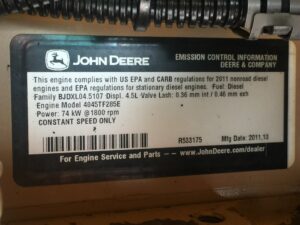 JOHN DEERE
EMISSION CONTROL INFORMATION
DEERE & COMPANY
This engine complies with US EPA and CARB regulations for 2011 nonroad diesel
engines and EPA regulations for stationary diesel engines. Fuel: Diesel
Family BJDXL04.5107 Displ. 4.5L Valve Lash: 0.36 mm int / 0.46 mm exh
Engine Model 4045TF285E
Power: 74 kW @ 1800 rpm
CONSTANT SPEED ONLY
R533175
Mfg Date: 2011.13
For Engine Service and Parts — www.JohnDeere.com/dealer